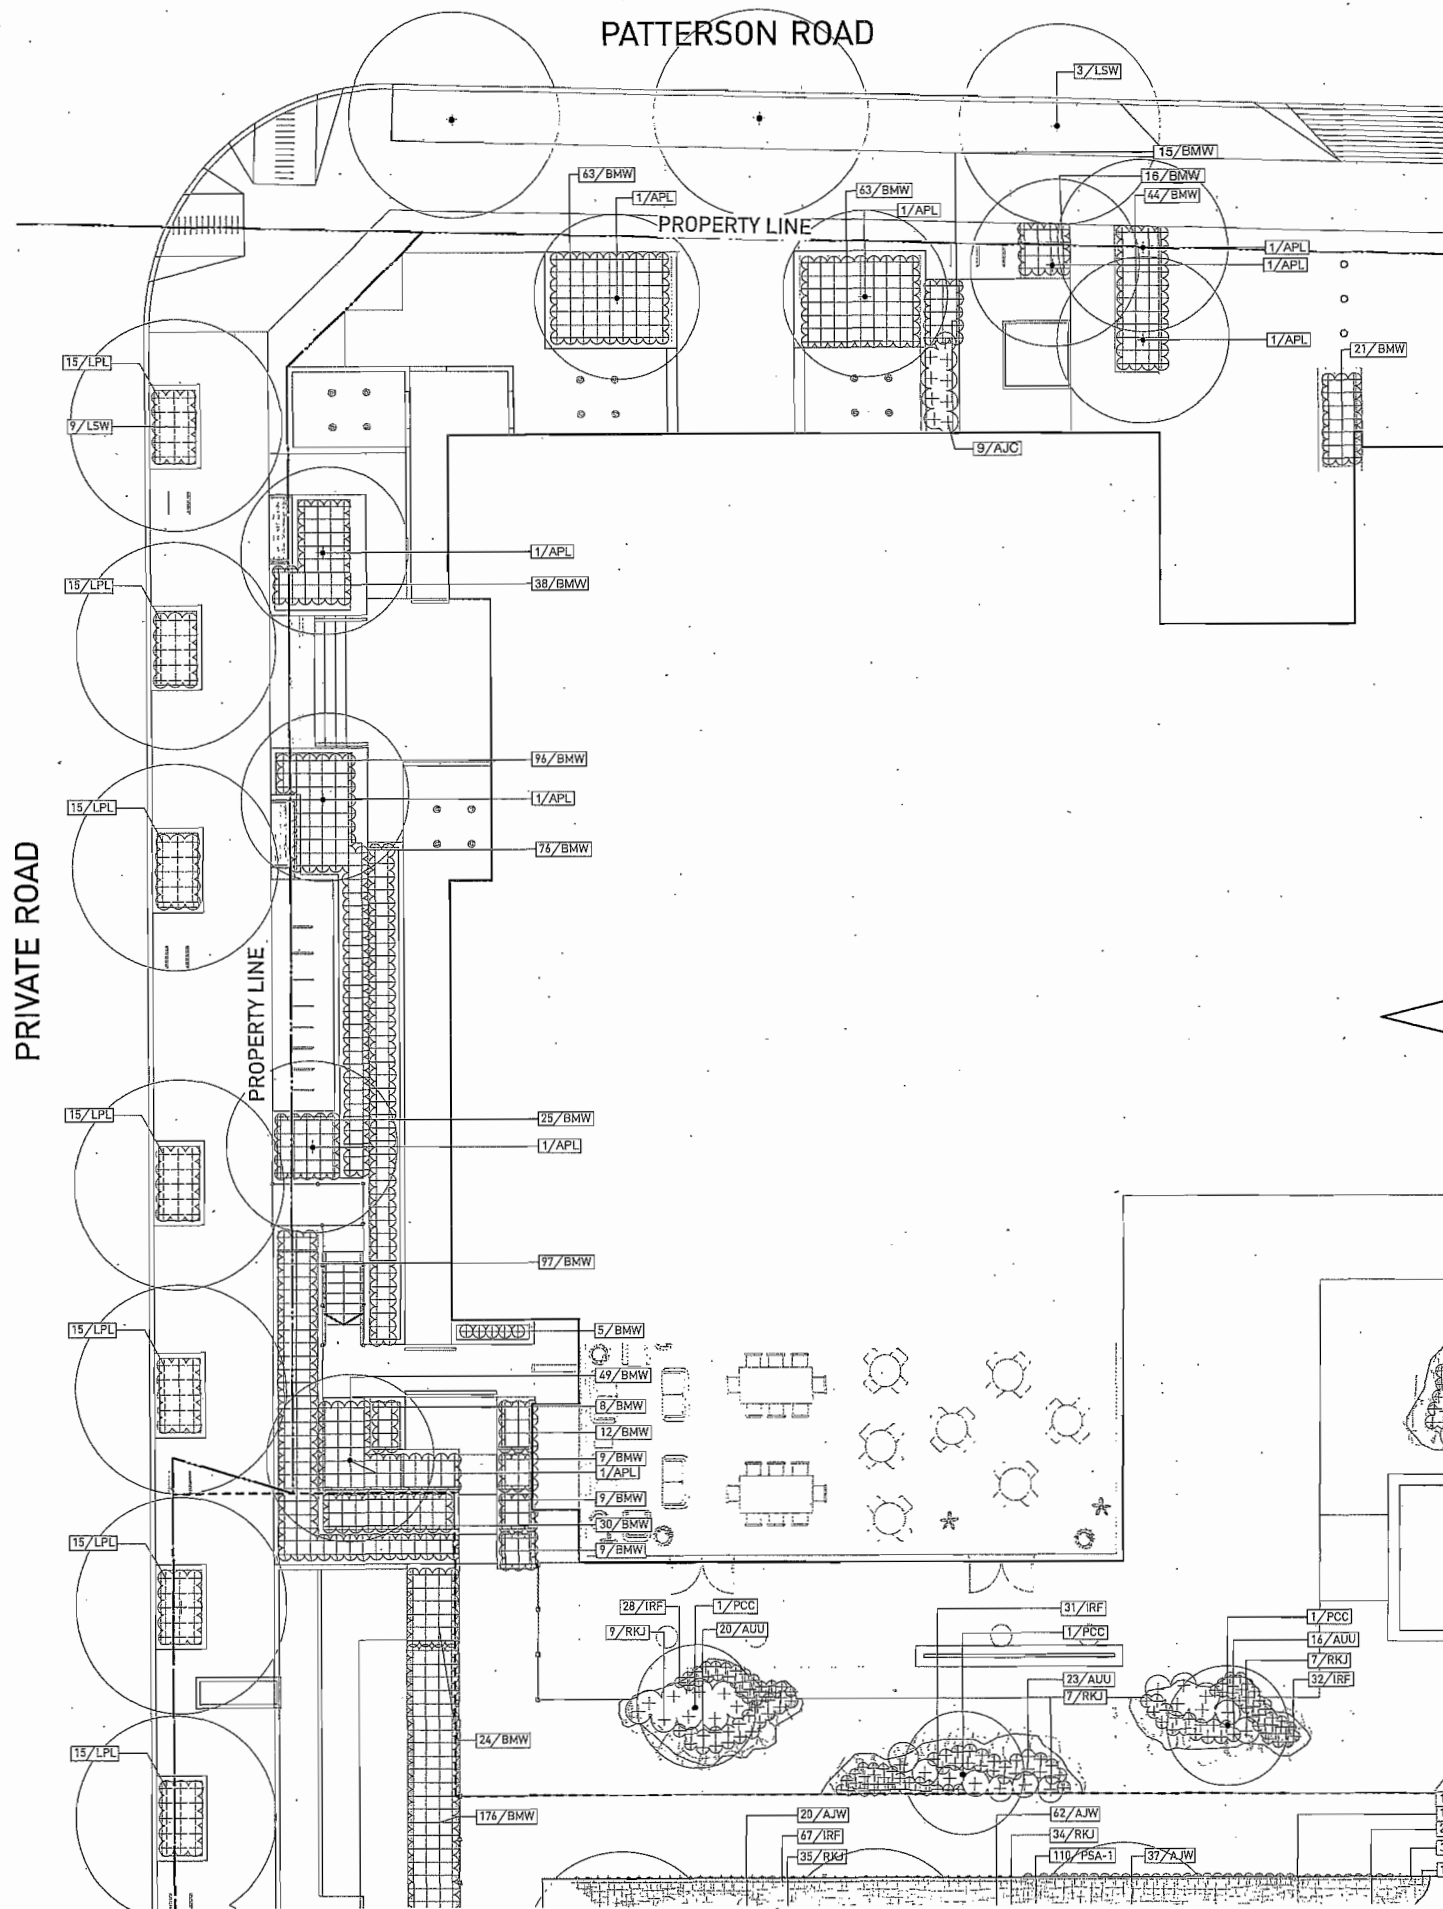 PATTERSON ROAD
3/LSW
15/BMW
63/BMW
16/BMW
63/BMW
44/BMW
1/APL
1/APL
PROPERTY LINE
1/APL
1/APL
1/APL
21/BMW
15/LPL
9/LSW
9/AJC
1/APL
38/BMW
15/LPL
96/BMW
1/APL
15/LPL
76/BMW
PRIVATE ROAD
PROPERTY LINE
15/LPL
25/BMW
1/APL
97/BMW
15/LPL
5/BMW
49/BMW
8/BMW
12/BMW
9/BMW
1/APL
9/BMW
30/BMW
15/LPL
9/BMW
28/IRF
1/PCC
31/IRF
1/PCC
9/RKJ
20/AUU
1/PCC
16/AUU
7/RKJ
23/AUU
32/IRF
7/RKJ
24/BMW
15/LPL
176/BMW
20/AJW
62/AJW
67/IRF
34/RKJ
35/RKJ
110/PSA-1
37/AJW